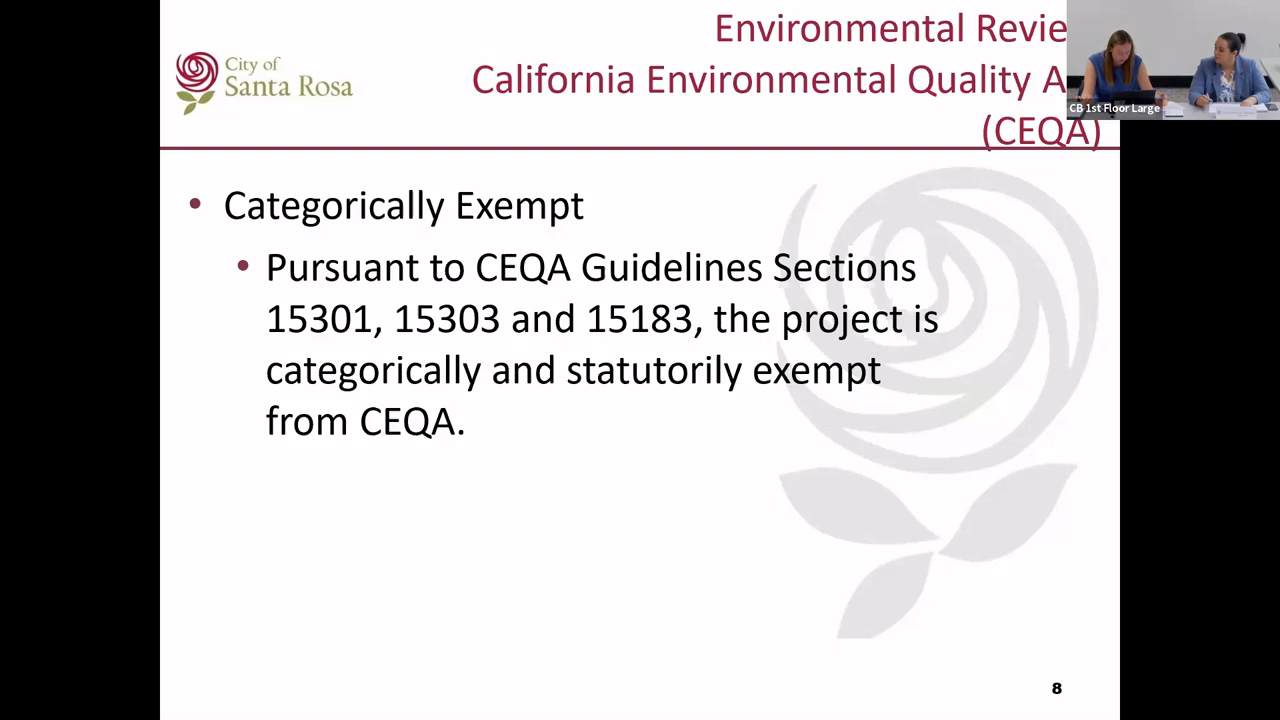 City of
Santa Rosa
Environmental Revie
California Environmental Quality A
(CEQA)
CB 1st Floor Large
• Categorically Exempt
• Pursuant to CEQA Guidelines Sections
15301, 15303 and 15183, the project is
categorically and statutorily exempt
from CEQA.
8